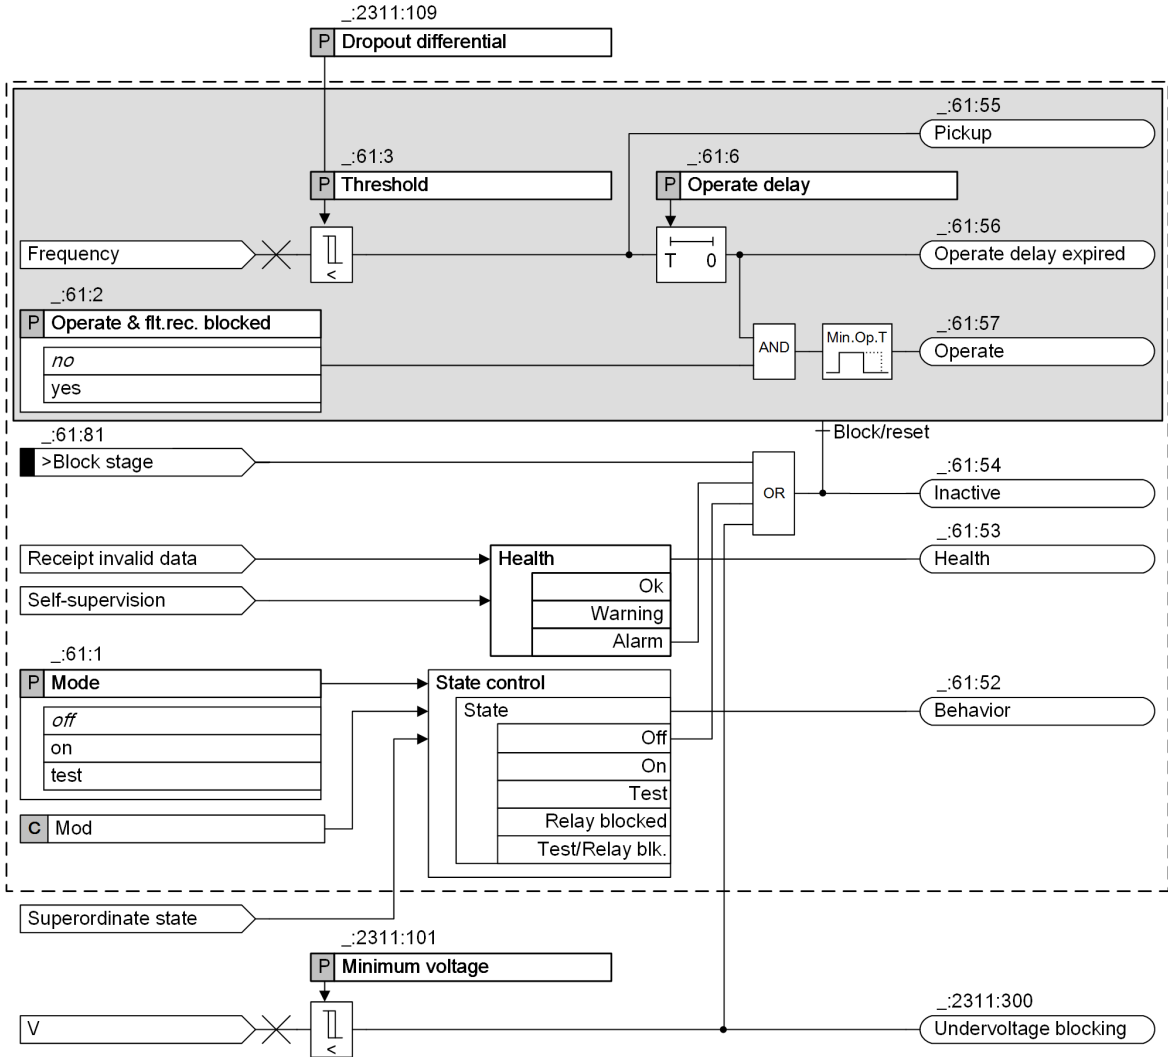 _:2311:109
P Dropout differential
_:61:55
Pickup
_:61:3
P Threshold
_:61:6
P Operate delay
_:61:56
Frequency
<
T 0
Operate delay expired
_:61:2
P Operate & flt.rec. blocked
no
yes
AND
Min.Op.T
_:61:57
Operate
Block/reset
_:61:81
>Block stage
OR
_:61:54
Inactive
_:61:53
Receipt invalid data
Health
Health
Ok
Self-supervision
Warning
Alarm
_:61:1
P Mode
off
on
test
State control
State
Off
On
Test
Relay blocked
Test/Relay blk.
_:61:52
Behavior
C Mod
Superordinate state
_:2311:101
P Minimum voltage
V
<
_:2311:300
Undervoltage blocking